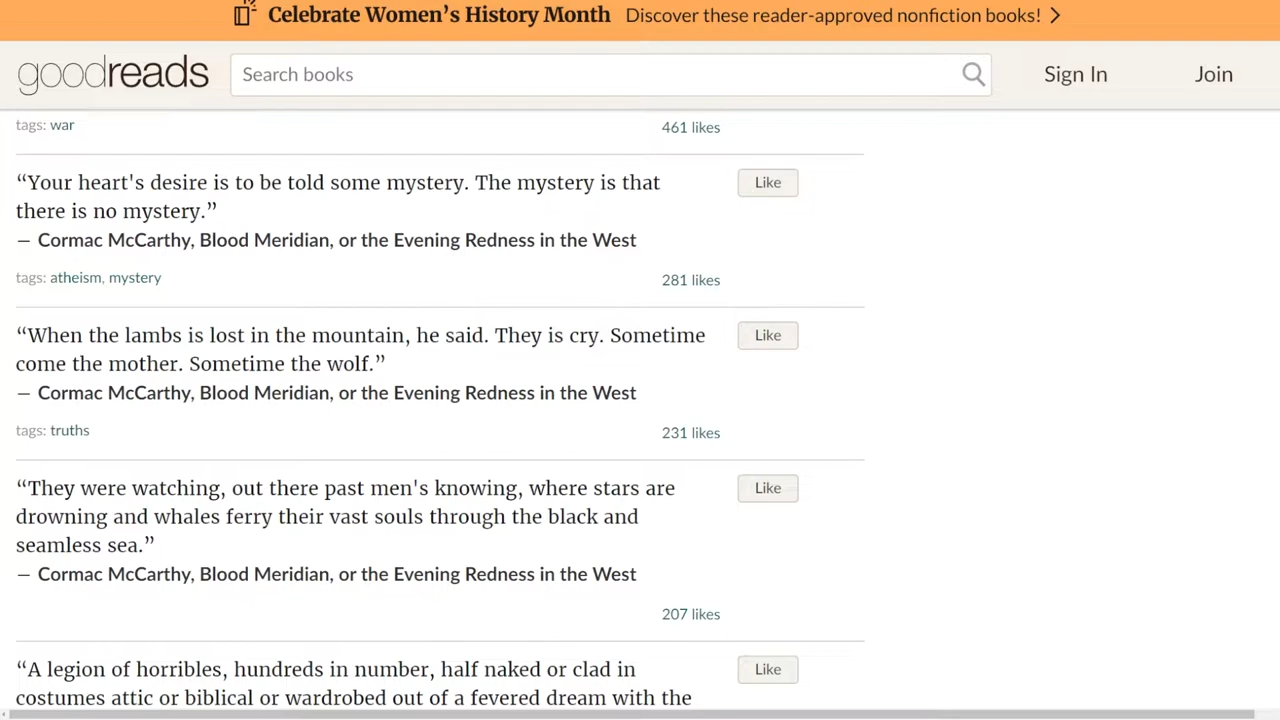 Celebrate Women's History Month Discover these reader-approved nonfiction books!
goodreads Search books Sign In Join
tags: war 461 likes
“Your heart's desire is to be told some mystery. The mystery is that Like
there is no mystery.”
― Cormac McCarthy, Blood Meridian, or the Evening Redness in the West
tags: atheism, mystery 281 likes
“When the lambs is lost in the mountain, he said. They is cry. Sometime Like
come the mother. Sometime the wolf.”
― Cormac McCarthy, Blood Meridian, or the Evening Redness in the West
tags: truths 231 likes
“They were watching, out there past men's knowing, where stars are Like
drowning and whales ferry their vast souls through the black and
seamless sea.”
― Cormac McCarthy, Blood Meridian, or the Evening Redness in the West
207 likes
“A legion of horribles, hundreds in number, half naked or clad in Like
costumes attic or biblical or wardrobed out of a fevered dream with the